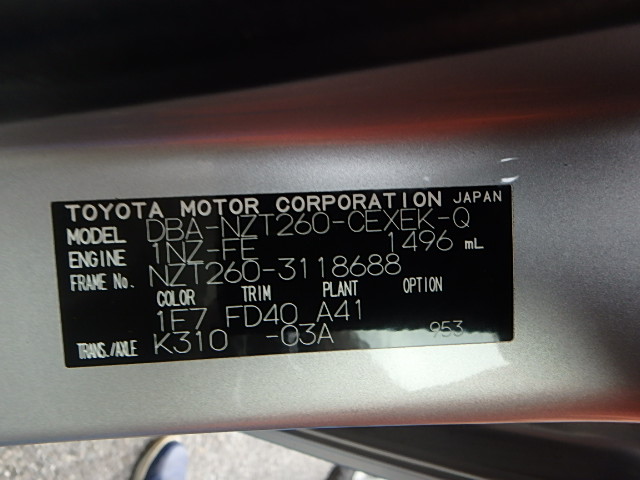 TOYOTA MOTOR CORPORATION JAPAN
MODEL DBA-NZT260-CEXEK-Q
ENGINE 1NZ-FE 1496 mL
FRAME No. NZT260-3118688
COLOR TRIM PLANT OPTION
1F7 FD40 A41
TRANS./AXLE K310 -03A 953